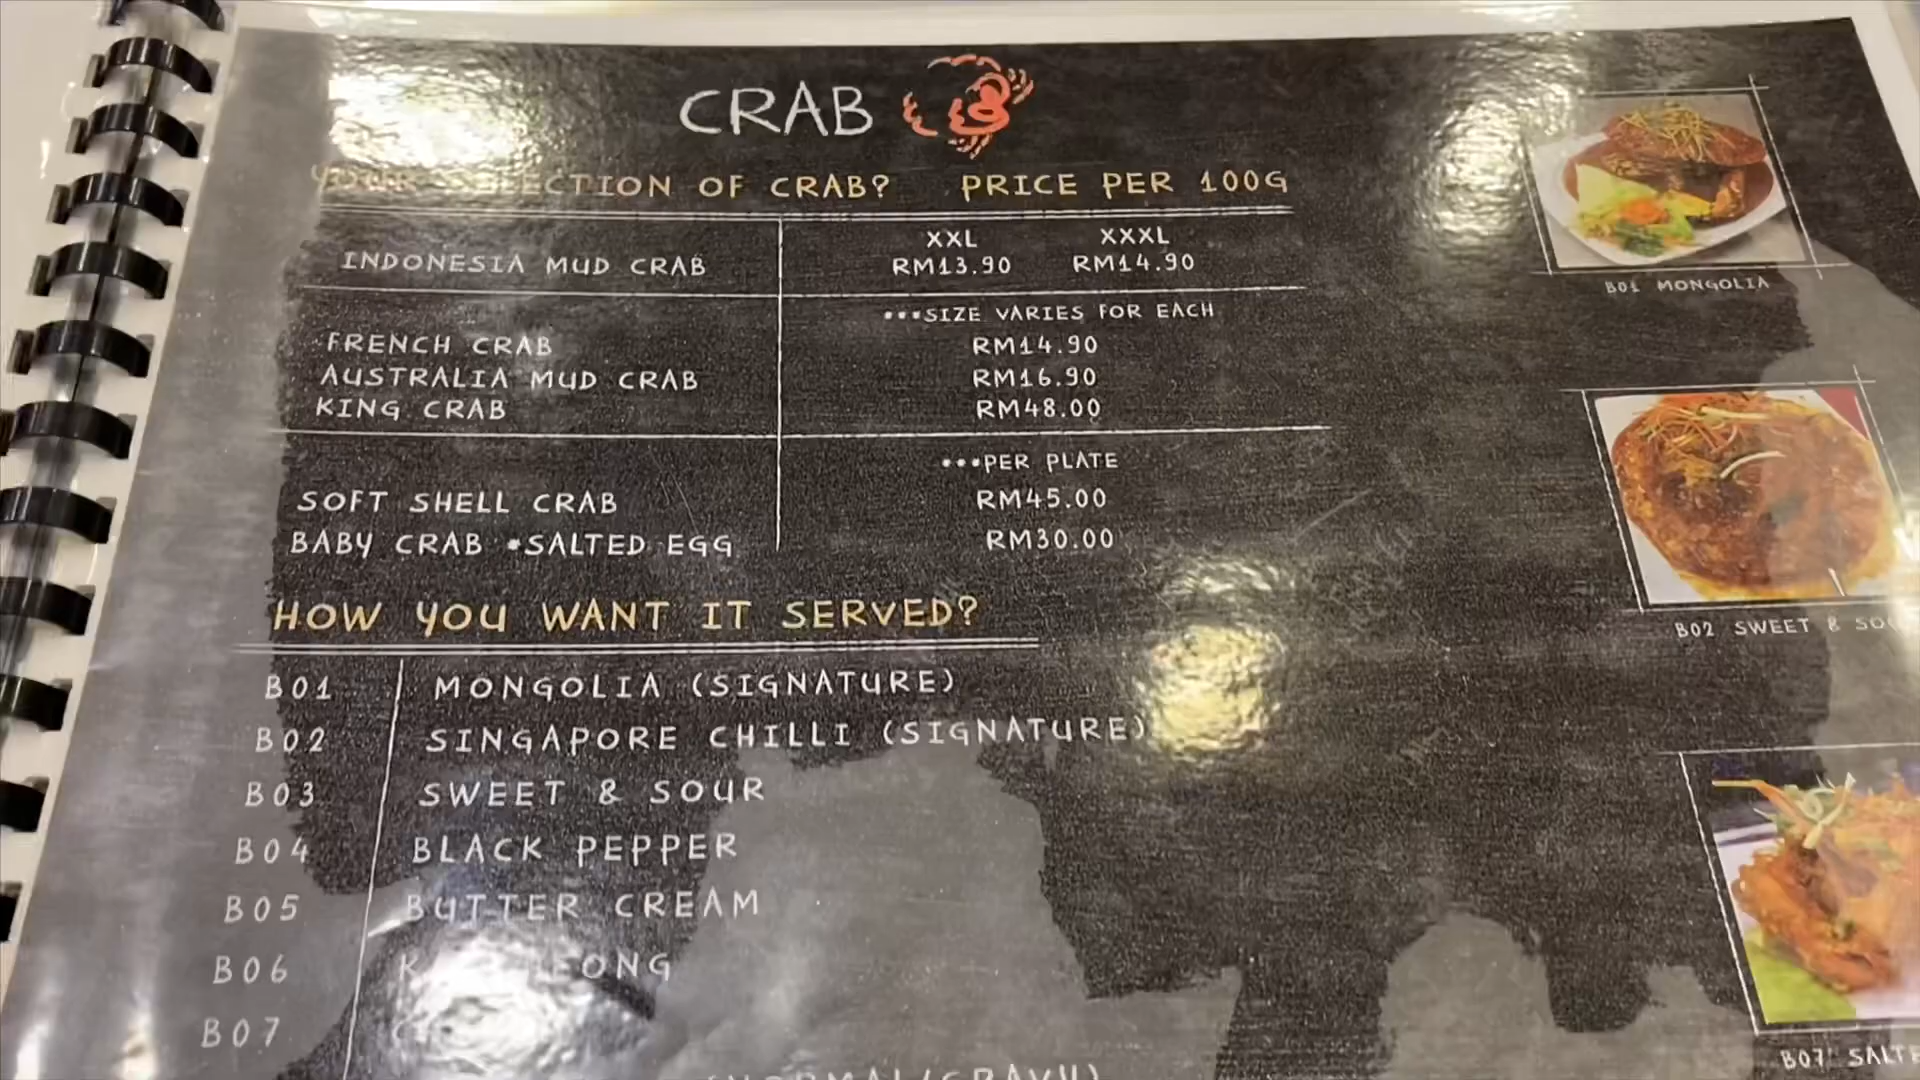 CRAB
YOUR SELECTION OF CRAB? PRICE PER 100G
XXL XXXL
INDONESIA MUD CRAB RM13.90 RM14.90
•••SIZE VARIES FOR EACH
FRENCH CRAB RM14.90
AUSTRALIA MUD CRAB RM16.90
KING CRAB RM48.00
•••PER PLATE
SOFT SHELL CRAB RM45.00
BABY CRAB •SALTED EGG RM30.00
HOW YOU WANT IT SERVED?
B01 MONGOLIA (SIGNATURE)
B02 SINGAPORE CHILLI (SIGNATURE)
B03 SWEET & SOUR
B04 BLACK PEPPER
B05 BUTTER CREAM
B06
B07
B01 MONGOLIA
B02 SWEET &
B07